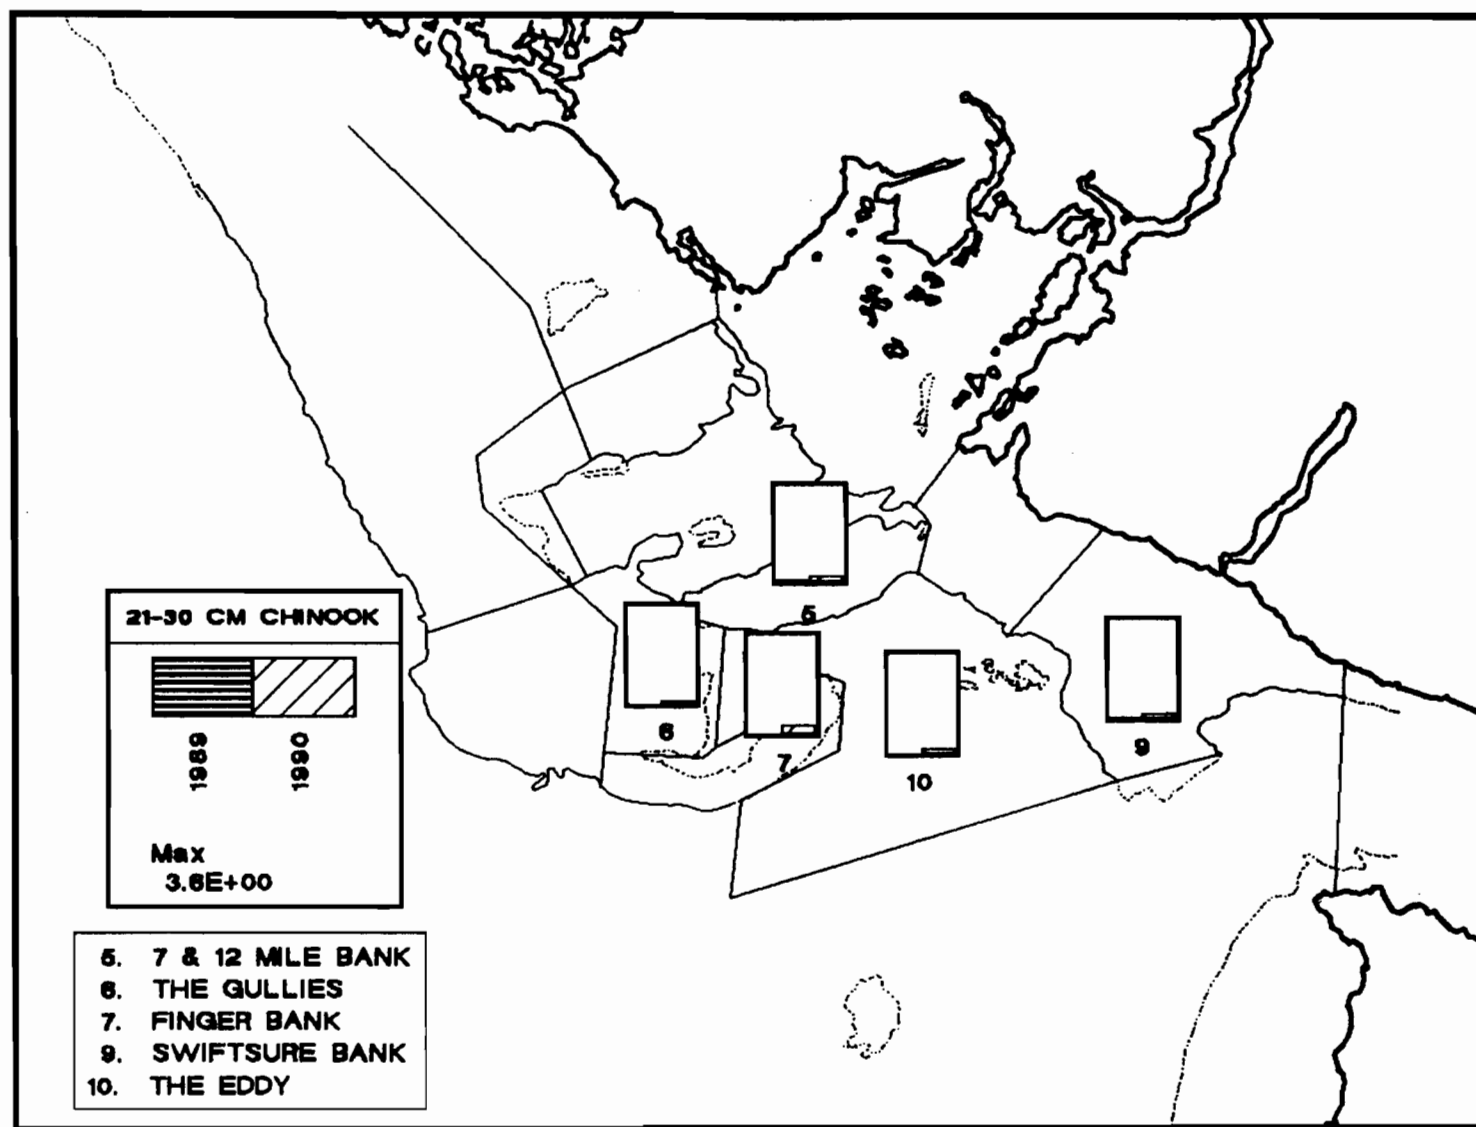 5
6
7
10
9
21-30 CM CHINOOK
1989
1990
Max
3.6E+00
5. 7 & 12 MILE BANK
6. THE GULLIES
7. FINGER BANK
9. SWIFTSURE BANK
10. THE EDDY